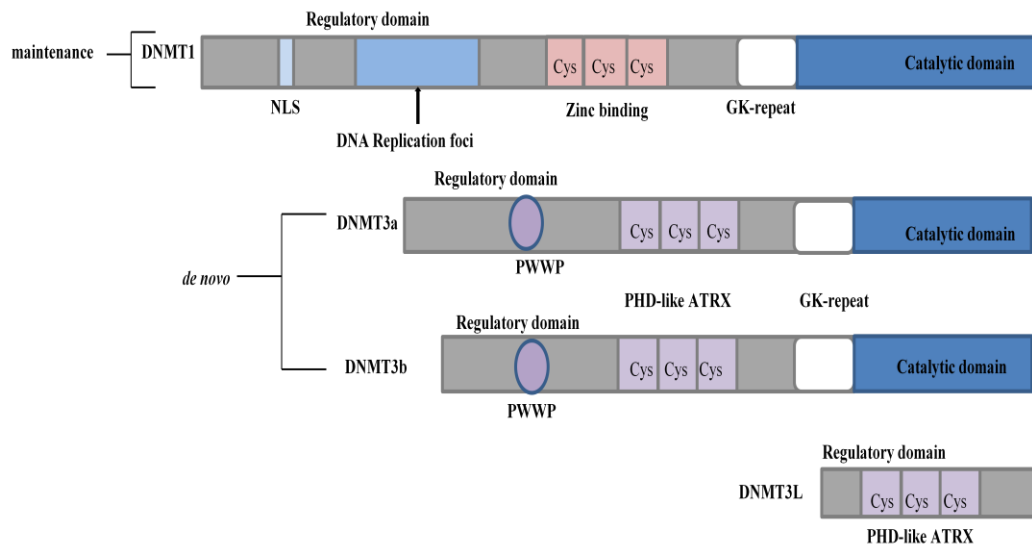 Regulatory domain
maintenance DNMT1 Cys Cys Cys Catalytic domain
NLS Zinc binding GK-repeat
DNA Replication foci
Regulatory domain
DNMT3a Cys Cys Cys Catalytic domain
PWWP
de novo
PHD-like ATRX GK-repeat
Regulatory domain
DNMT3b Cys Cys Cys Catalytic domain
PWWP
Regulatory domain
DNMT3L Cys Cys Cys
PHD-like ATRX